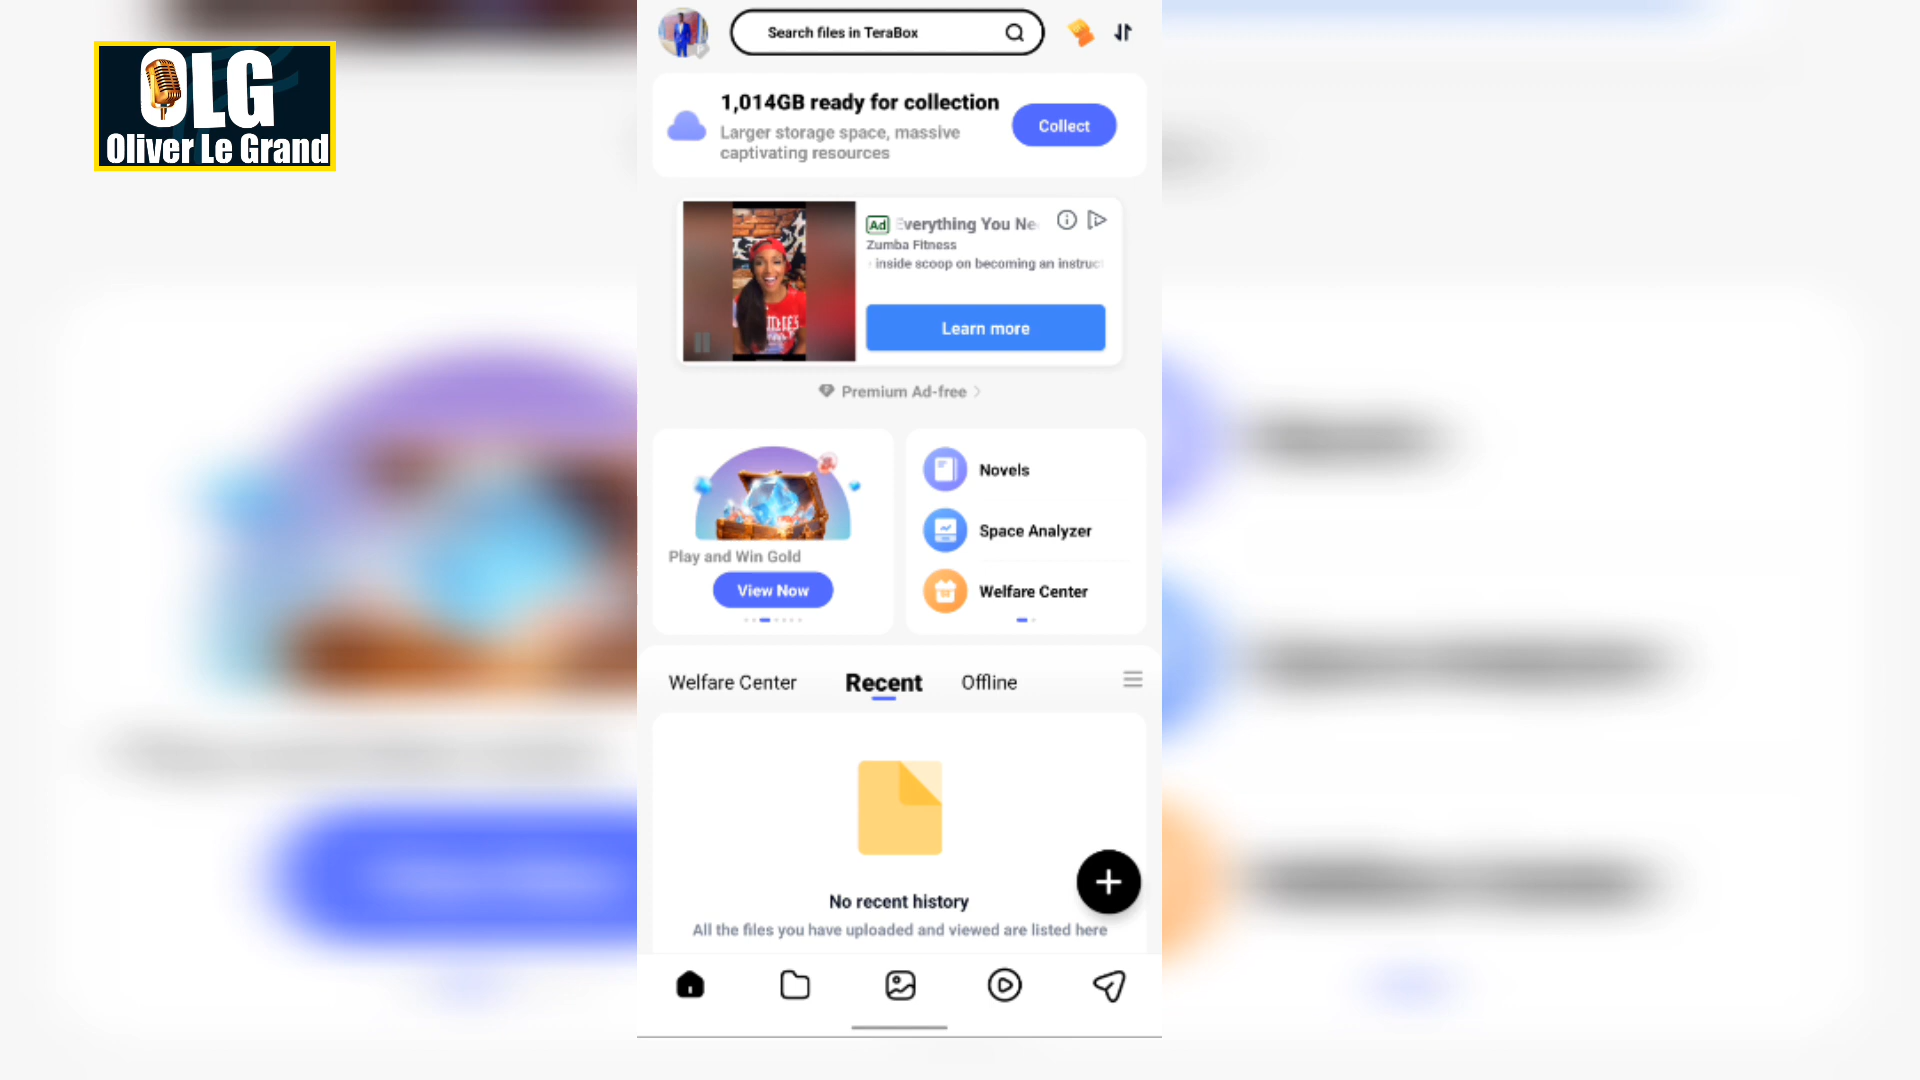 OLG
Oliver Le Grand
Search files in TeraBox
1,014GB ready for collection
Larger storage space, massive
captivating resources
Collect
Ad Everything You Ne
Zumba Fitness
inside scoop on becoming an instruc
Learn more
Premium Ad-free
Play and Win Gold
View Now
Novels
Space Analyzer
Welfare Center
Welfare Center
Recent
Offline
No recent history
All the files you have uploaded and viewed are listed here